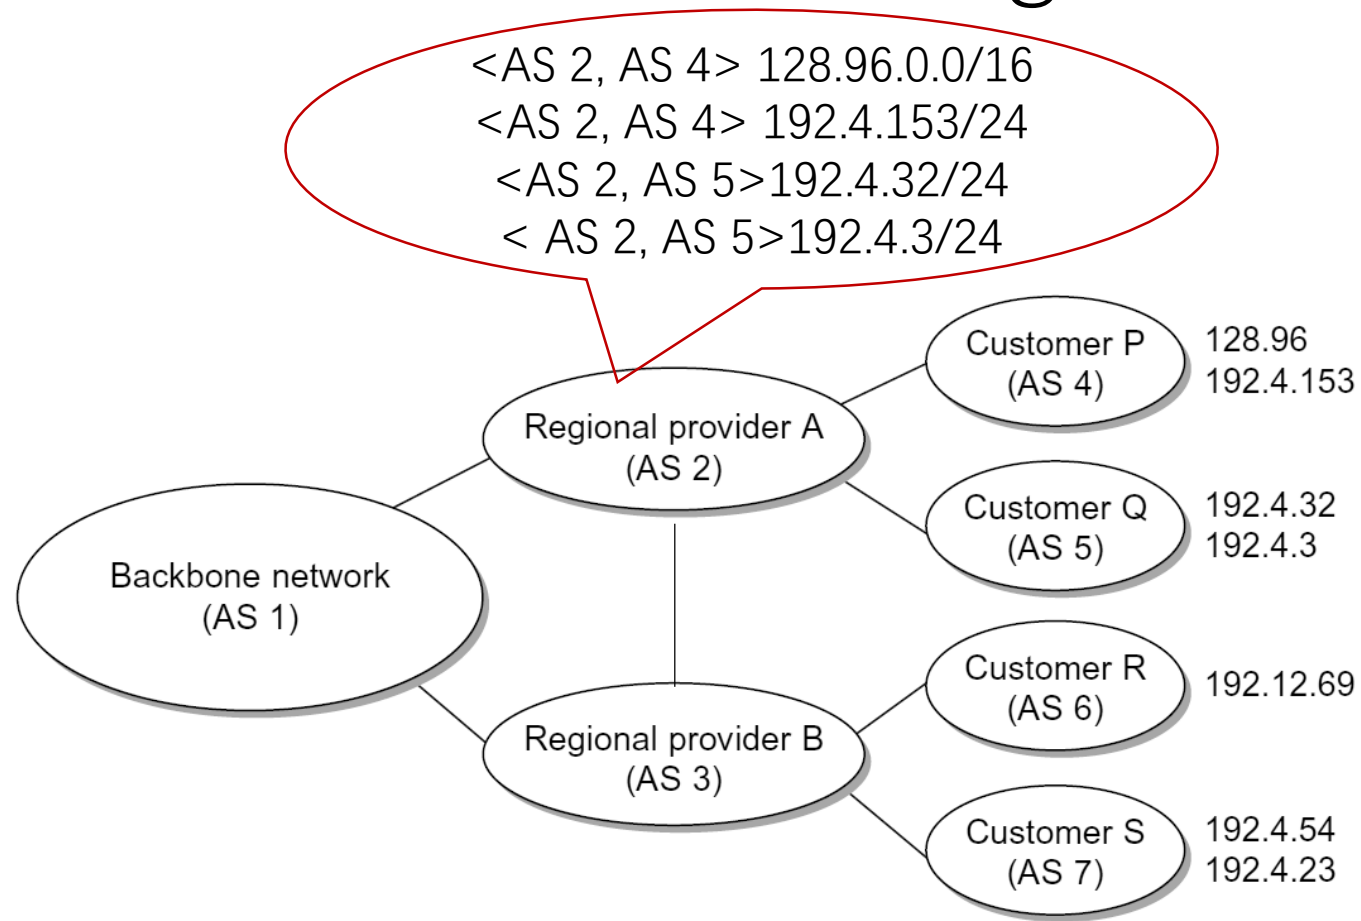 <AS 2, AS 4> 128.96.0.0/16
<AS 2, AS 4> 192.4.153/24
<AS 2, AS 5>192.4.32/24
< AS 2, AS 5>192.4.3/24
Customer P
(AS 4)
128.96
192.4.153
Regional provider A
(AS 2)
Customer Q
(AS 5)
192.4.32
192.4.3
Backbone network
(AS 1)
Customer R
(AS 6)
192.12.69
Regional provider B
(AS 3)
Customer S
(AS 7)
192.4.54
192.4.23